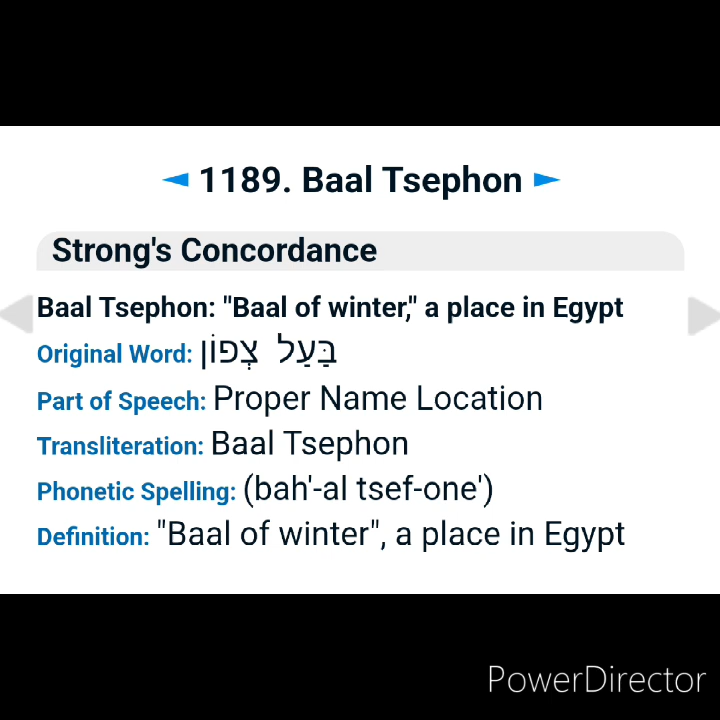 ◄ 1189. Baal Tsephon ►
Strong's Concordance
Baal Tsephon: "Baal of winter," a place in Egypt
Original Word: בַּעַל צְפוֹן
Part of Speech: Proper Name Location
Transliteration: Baal Tsephon
Phonetic Spelling: (bah'-al tsef-one')
Definition: "Baal of winter", a place in Egypt
PowerDirector